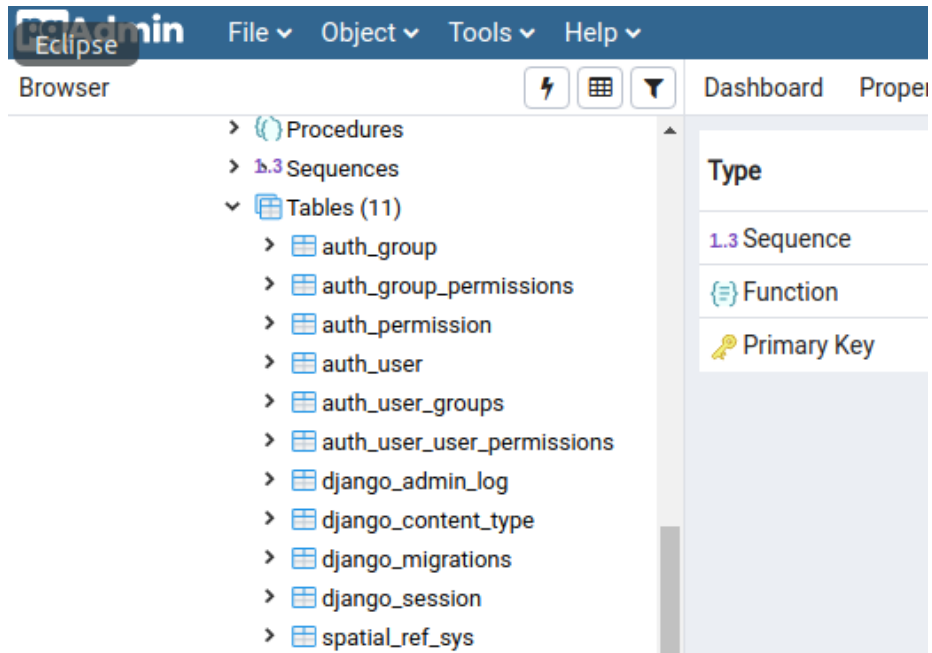 pgAdmin File Object Tools Help
Eclipse
Browser Dashboard Proper
Procedures
1..3 Sequences
Tables (11)
Type
auth_group
1..3 Sequence
auth_group_permissions
{=} Function
auth_permission
Primary Key
auth_user
auth_user_groups
auth_user_user_permissions
django_admin_log
django_content_type
django_migrations
django_session
spatial_ref_sys